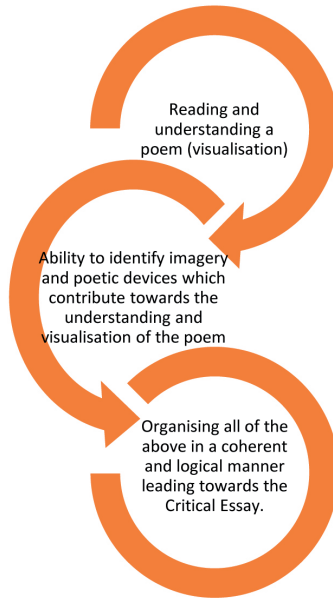 Reading and
understanding a
poem (visualisation)
Ability to identify imagery
and poetic devices which
contribute towards the
understanding and
visualisation of the poem
Organising all of the
above in a coherent
and logical manner
leading towards the
Critical Essay.